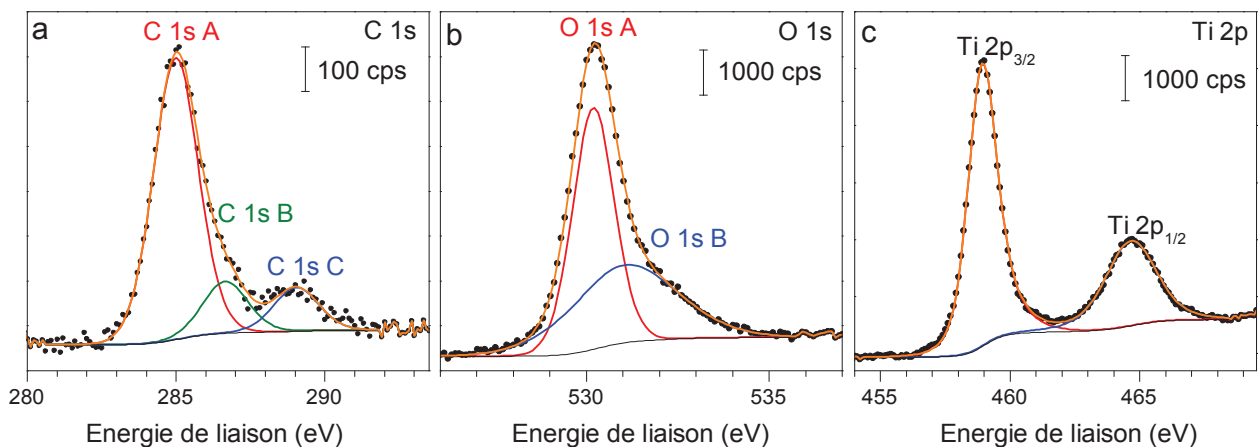 a
C 1s A
C 1s
100 cps
C 1s B
C 1s C
280
285
290
Energie de liaison (eV)
b
O 1s A
O 1s
1000 cps
O 1s B
530
535
Energie de liaison (eV)
c
Ti 2p
Ti 2p3/2
1000 cps
Ti 2p1/2
455
460
465
Energie de liaison (eV)